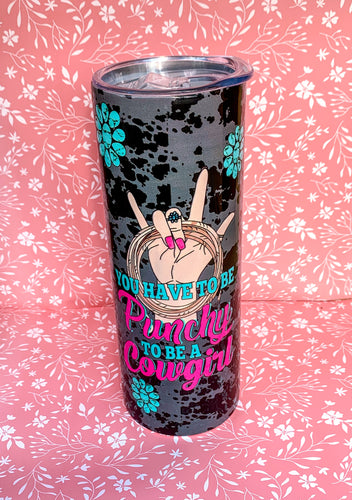 YOU HAVE TO BE
Punchy
TO BE A
Cowgirl